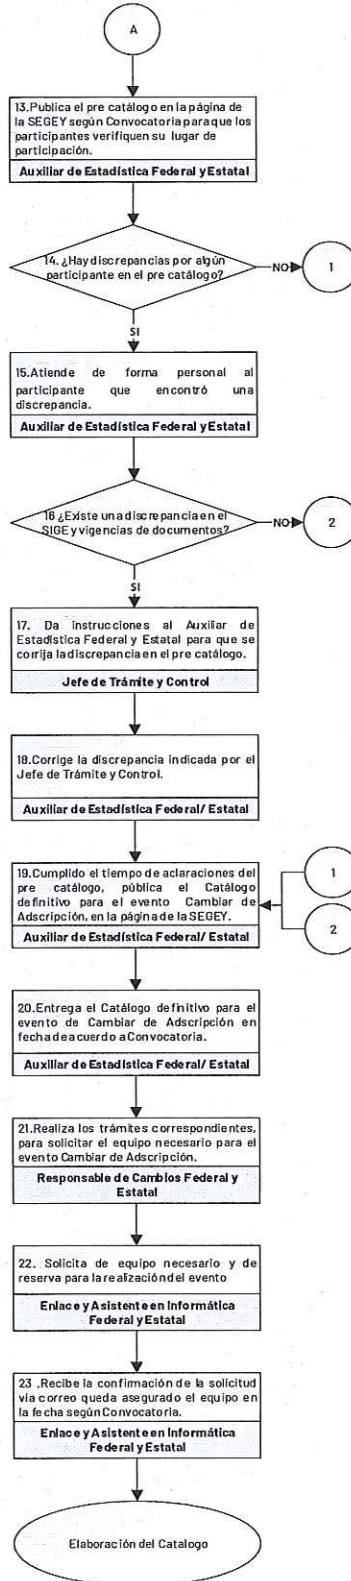 A
13.Publica el pre catálogo en la página de
la SEGEY según Convocatoria para que los
participantes verifiquen su lugar de
participación.
Auxiliar de Estadística Federal y Estatal
14. ¿Hay discrepancias por algún
participante en el pre catálogo?
NO
1
SI
15.Atiende de forma personal al
participante que encontró una
discrepancia.
Auxiliar de Estadística Federal y Estatal
16 ¿Existe una discrepancia en el
SIGE y vigencias de documentos?
NO
2
SI
17. Da instrucciones al Auxiliar de
Estadística Federal y Estatal para que se
corrija la discrepancia en el pre catálogo.
Jefe de Trámite y Control
18.Corrige la discrepancia indicada por el
Jefe de Trámite y Control.
Auxiliar de Estadística Federal/ Estatal
19.Cumplido el tiempo de aclaraciones del
pre catálogo, pública el Catálogo
definitivo para el evento Cambiar de
Adscripción, en la página de la SEGEY.
Auxiliar de Estadística Federal/ Estatal
1
2
20.Entrega el Catálogo definitivo para el
evento de Cambiar de Adscripción en
fecha de acuerdo a Convocatoria.
Auxiliar de Estadística Federal/ Estatal
21.Realiza los trámites correspondientes,
para solicitar el equipo necesario para el
evento Cambiar de Adscripción.
Responsable de Cambios Federal y
Estatal
22. Solicita de equipo necesario y de
reserva para la realización del evento
Enlace y Asistente en Informática
Federal y Estatal
23 .Recibe la confirmación de la solicitud
vía correo queda asegurado el equipo en
la fecha según Convocatoria.
Enlace y Asistente en Informática
Federal y Estatal
Elaboración del Catalogo